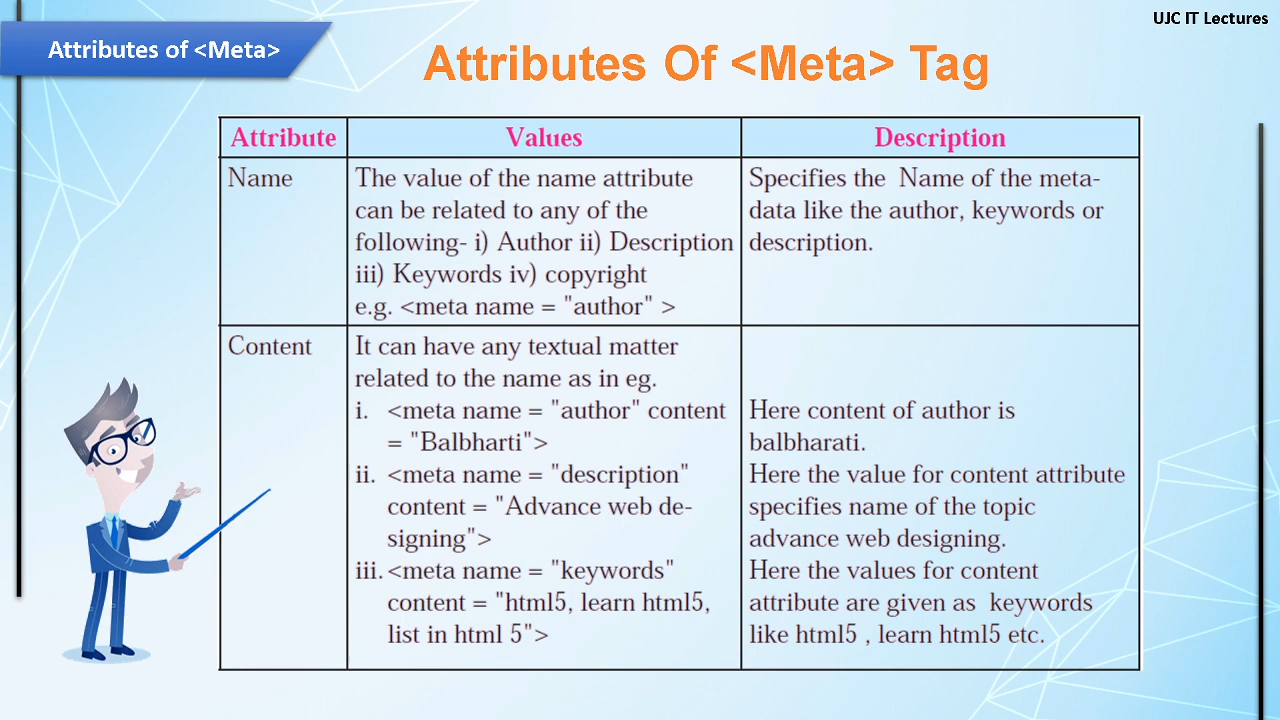 UJC IT Lectures
Attributes of <Meta>
Attributes Of <Meta> Tag
Attribute
Values
Description
Name
The value of the name attribute
can be related to any of the
following- i) Author ii) Description
iii) Keywords iv) copyright
e.g. <meta name = "author" >
Specifies the Name of the meta-
data like the author, keywords or
description.
Content
It can have any textual matter
related to the name as in eg.
i. <meta name = "author" content
= "Balbharti">
ii. <meta name = "description"
content = "Advance web de-
signing">
iii. <meta name = "keywords"
content = "html5, learn html5,
list in html 5">
Here content of author is
balbharati.
Here the value for content attribute
specifies name of the topic
advance web designing.
Here the values for content
attribute are given as keywords
like html5 , learn html5 etc.